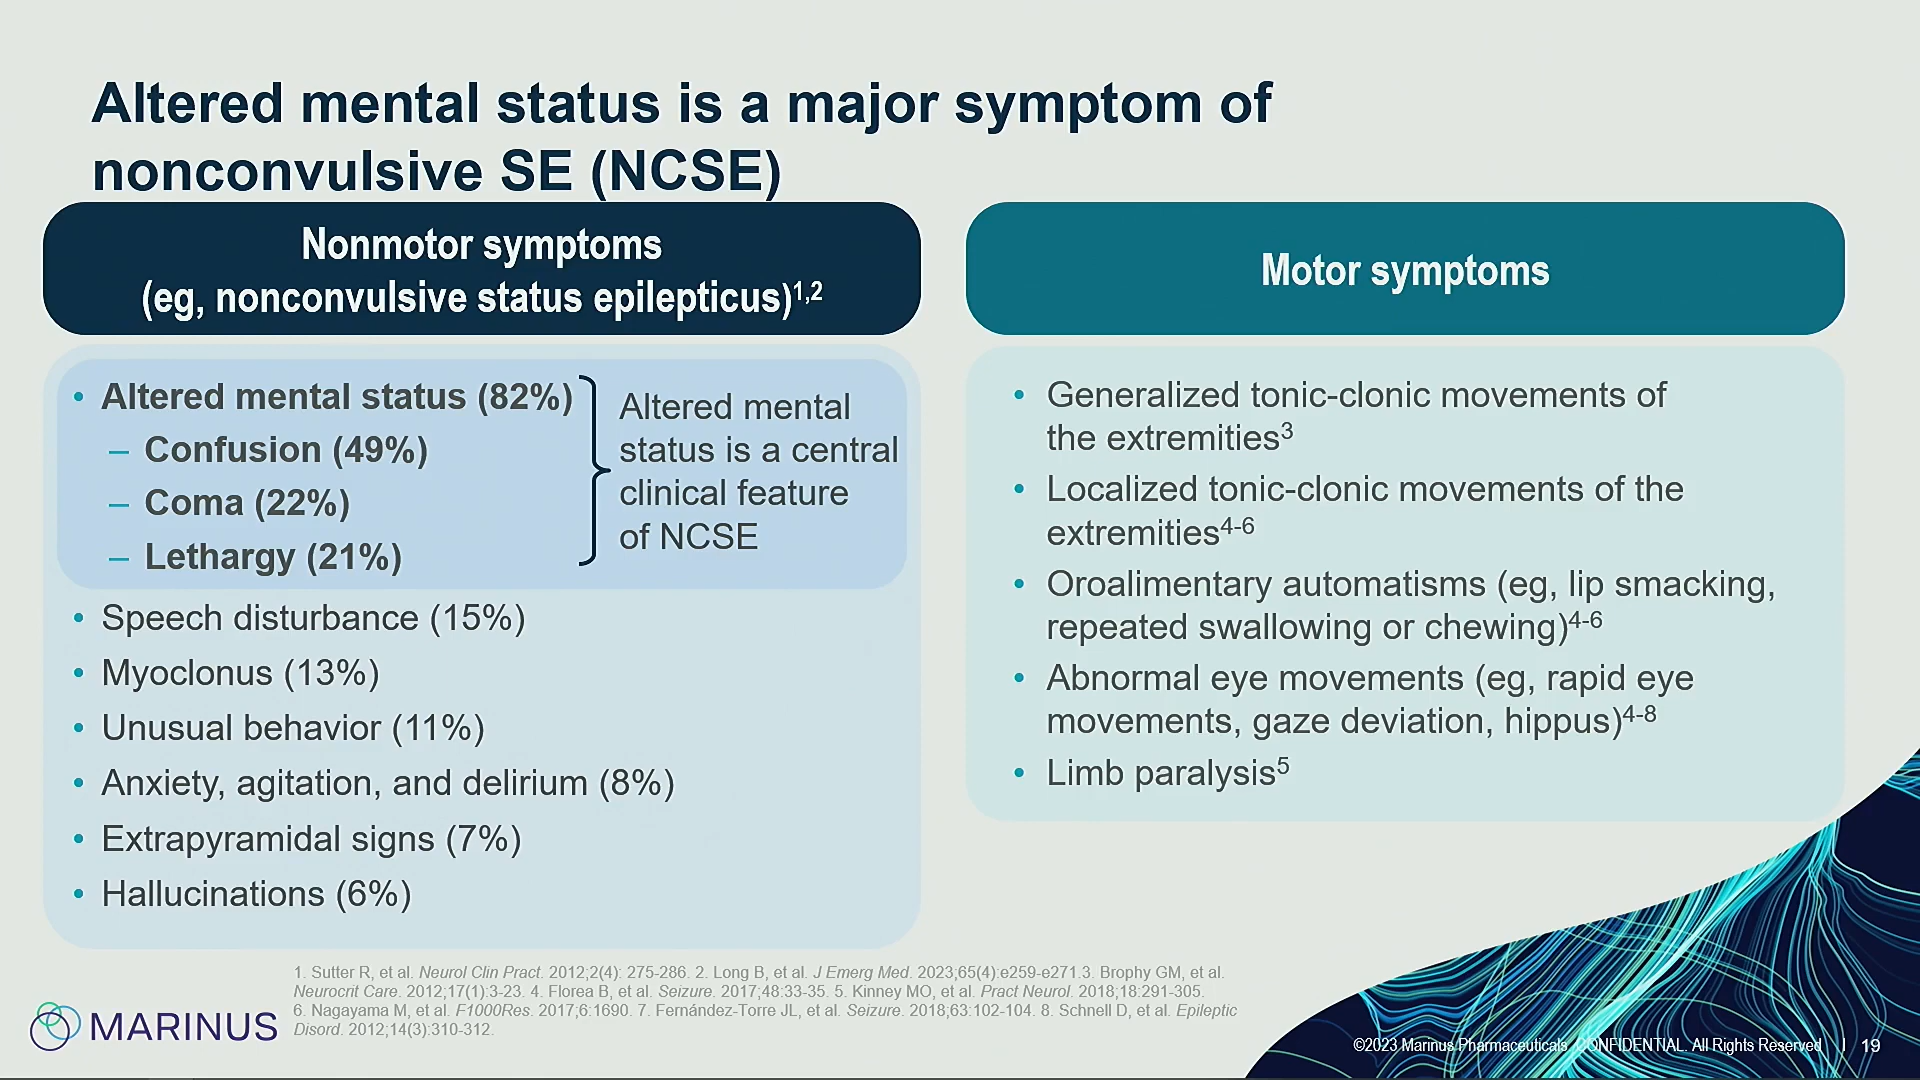 Altered mental status is a major symptom of
nonconvulsive SE (NCSE)
Nonmotor symptoms
(eg, nonconvulsive status epilepticus)1,2
• Altered mental status (82%)
– Confusion (49%)
– Coma (22%)
– Lethargy (21%)
Altered mental
status is a central
clinical feature
of NCSE
• Speech disturbance (15%)
• Myoclonus (13%)
• Unusual behavior (11%)
• Anxiety, agitation, and delirium (8%)
• Extrapyramidal signs (7%)
• Hallucinations (6%)
Motor symptoms
• Generalized tonic-clonic movements of
the extremities3
• Localized tonic-clonic movements of the
extremities4-6
• Oroalimentary automatisms (eg, lip smacking,
repeated swallowing or chewing)4-6
• Abnormal eye movements (eg, rapid eye
movements, gaze deviation, hippus)4-8
• Limb paralysis5
1. Sutter R, et al. Neurol Clin Pract. 2012;2(4): 275-286. 2. Long B, et al. J Emerg Med. 2023;65(4):e259-e271.3. Brophy GM, et al.
Neurocrit Care. 2012;17(1):3-23. 4. Florea B, et al. Seizure. 2017;48:33-35. 5. Kinney MO, et al. Pract Neurol. 2018;18:291-305.
6. Nagayama M, et al. F1000Res. 2017;6:1690. 7. Fernández-Torre JL, et al. Seizure. 2018;63:102-104. 8. Schnell D, et al. Epileptic
Disord. 2012;14(3):310-312.
MARINUS
©2023 Marinus Pharmaceuticals. CONFIDENTIAL. All Rights Reserved | 19